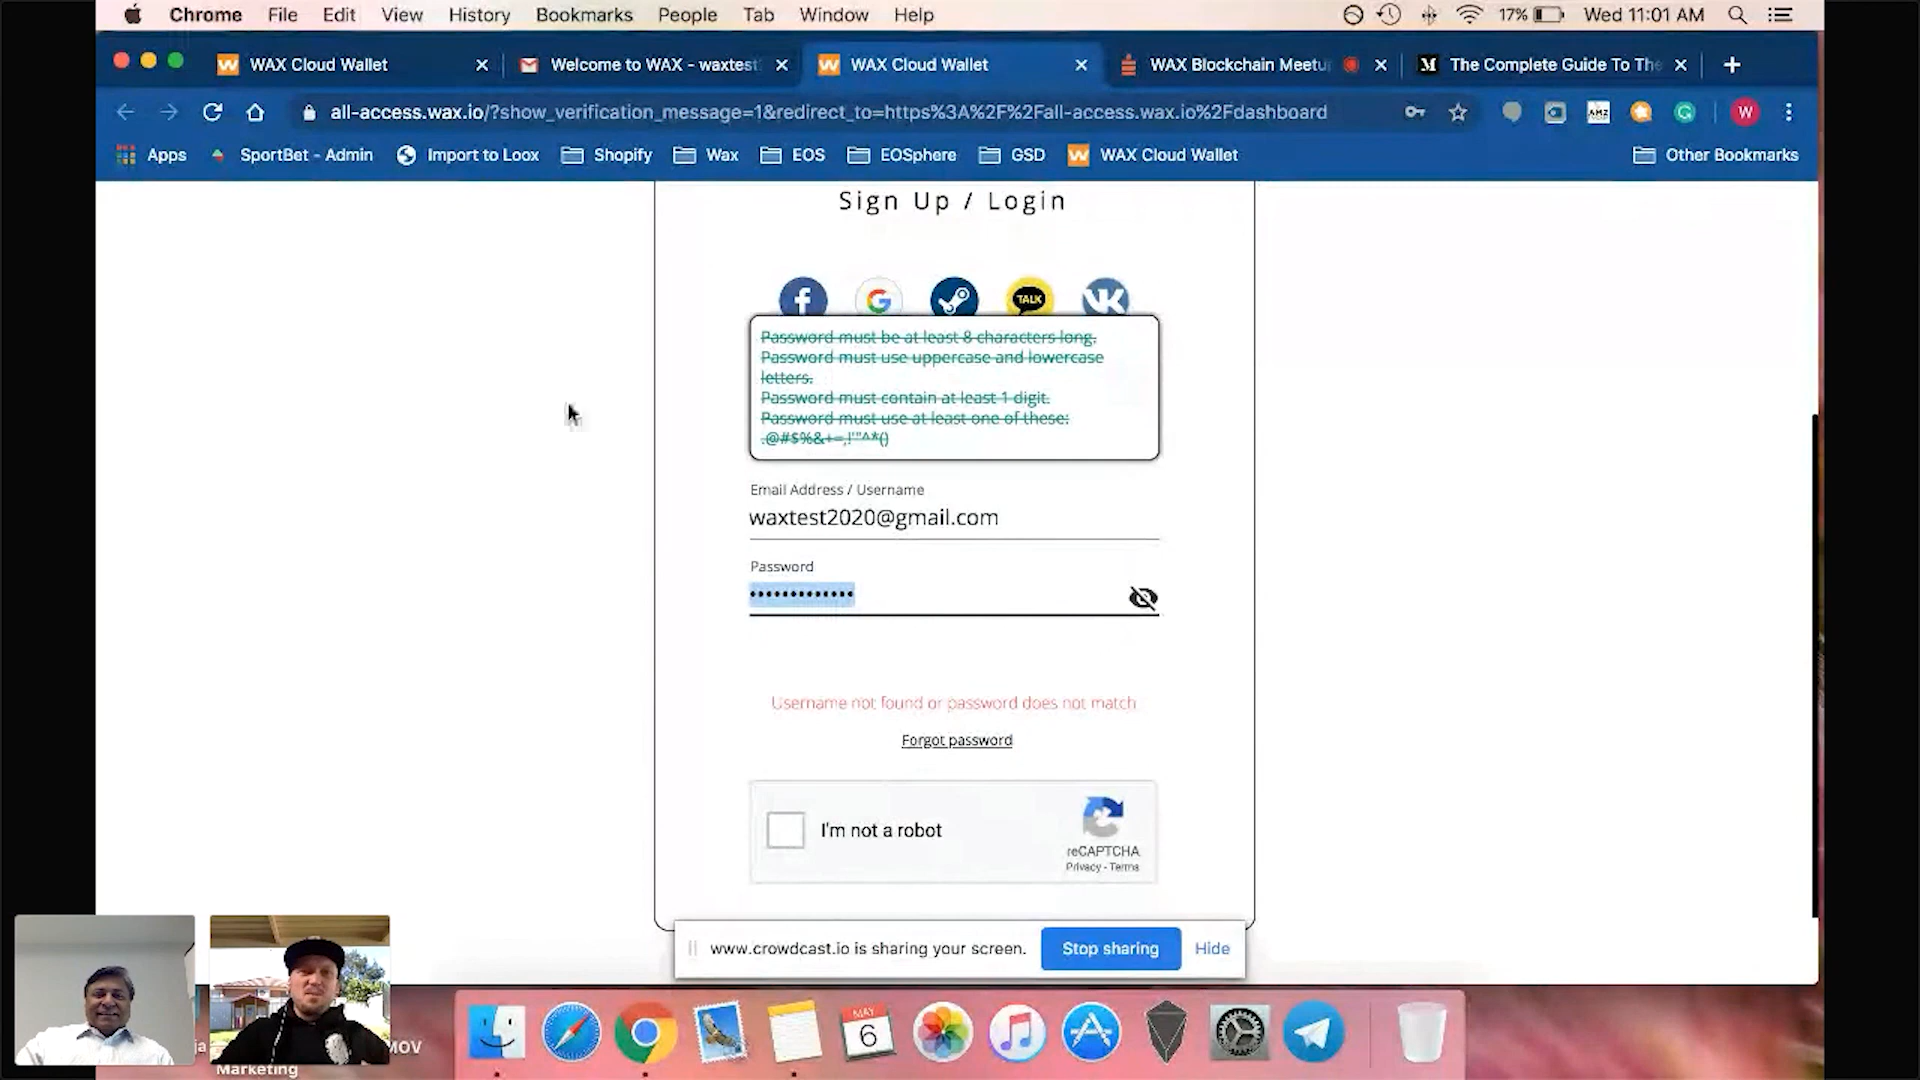 Chrome File Edit View History Bookmarks People Tab Window Help 17% Wed 11:01 AM
WAX Cloud Wallet Welcome to WAX - waxtest WAX Cloud Wallet WAX Blockchain Meetu The Complete Guide To The
all-access.wax.io/?show_verification_message=1&redirect_to=https%3A%2F%2Fall-access.wax.io%2Fdashboard
Apps SportBet - Admin Import to Loox Shopify Wax EOS EOSphere GSD WAX Cloud Wallet Other Bookmarks
Sign Up / Login
TALK
Password must be at least 8 characters long.
Password must use uppercase and lowercase
letters.
Password must contain at least 1 digit.
Password must use at least one of these:
.@#$%&+=,!'"^*()
Email Address / Username
waxtest2020@gmail.com
Password
•••••••••••••
Username not found or password does not match
Forgot password
I'm not a robot
reCAPTCHA
Privacy - Terms
www.crowdcast.io is sharing your screen. Stop sharing Hide
MAY
6
ja MOV
Marketing